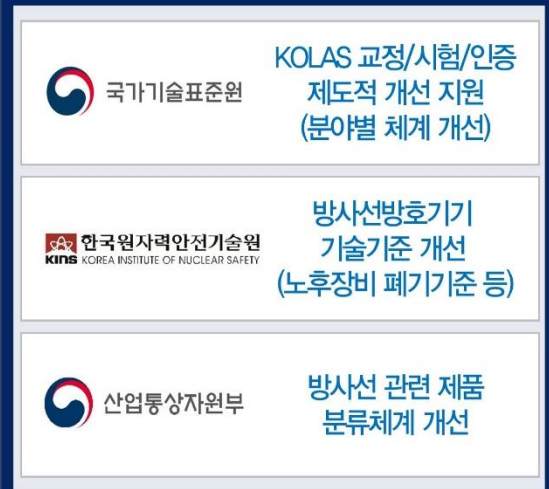 국가기술표준원
KOLAS 교정/시험/인증
제도적 개선 지원
(분야별 체계 개선)
KINS
한국원자력안전기술원
KOREA INSTITUTE OF NUCLEAR SAFETY
방사선방호기기
기술기준 개선
(노후장비 폐기기준 등)
산업통상자원부
방사선 관련 제품
분류체계 개선